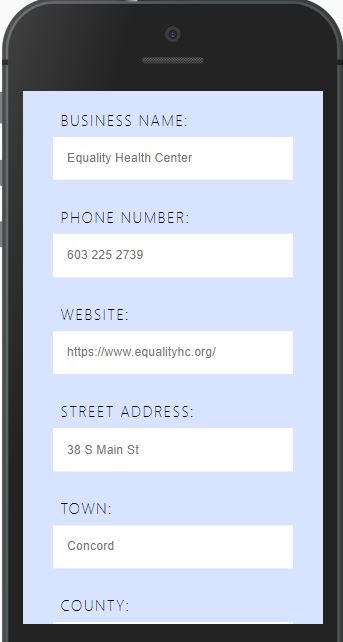 BUSINESS NAME:
Equality Health Center
PHONE NUMBER:
603 225 2739
WEBSITE:
https://www.equalityhc.org/
STREET ADDRESS:
38 S Main St
TOWN:
Concord
COUNTY: